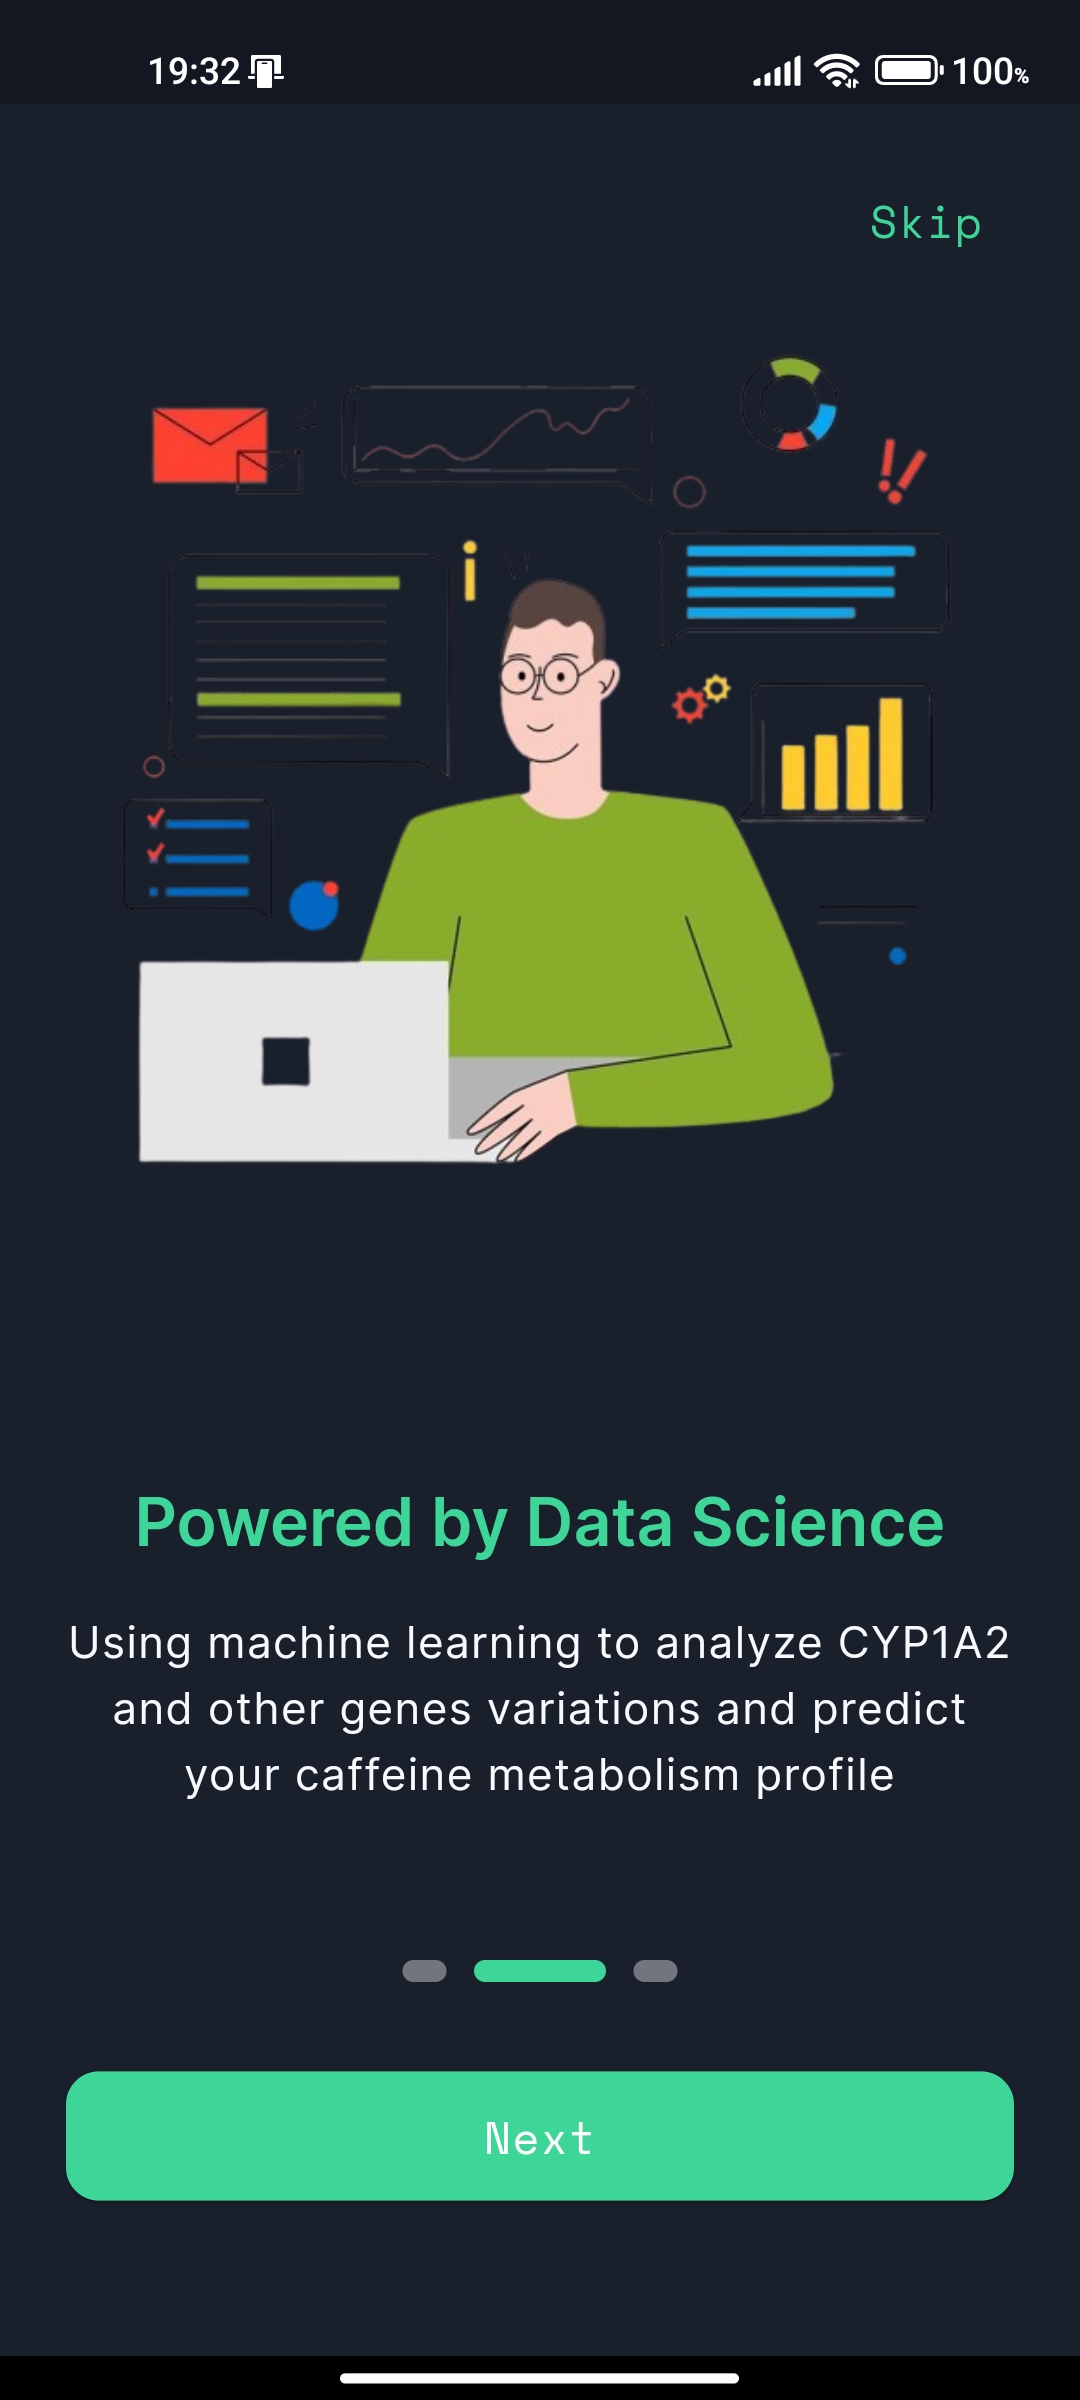 19:32
100%
Skip
Powered by Data Science
Using machine learning to analyze CYP1A2
and other genes variations and predict
your caffeine metabolism profile
Next